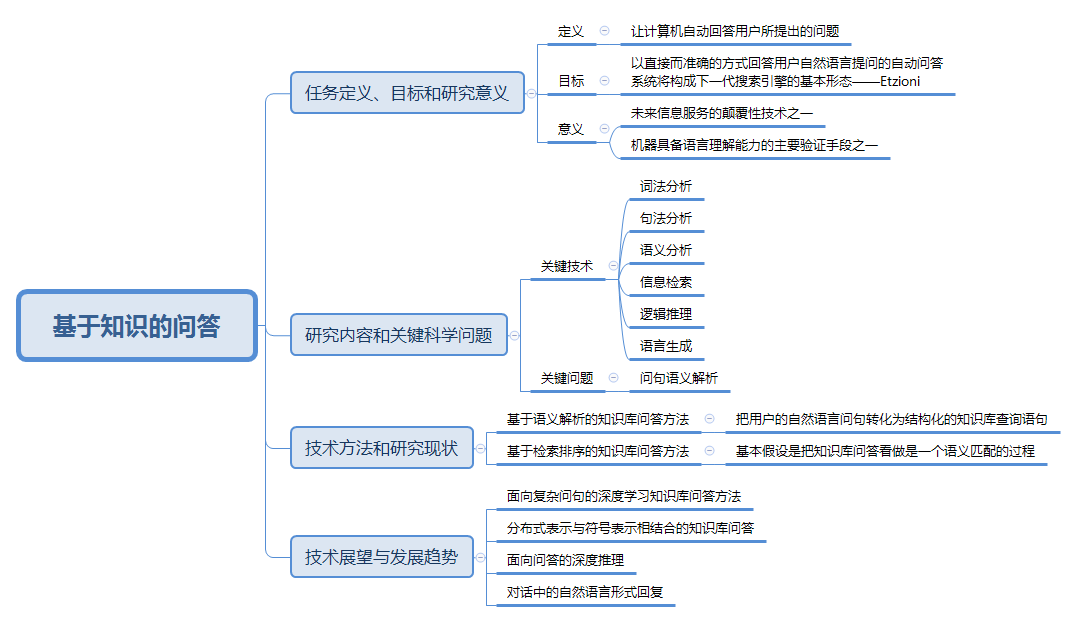 基于知识的问答
任务定义、目标和研究意义
定义
让计算机自动回答用户所提出的问题
目标
以直接而准确的方式回答用户自然语言提问的自动问答
系统将构成下一代搜索引擎的基本形态——Etzioni
意义
未来信息服务的颠覆性技术之一
机器具备语言理解能力的主要验证手段之一
研究内容和关键科学问题
关键技术
词法分析
句法分析
语义分析
信息检索
逻辑推理
语言生成
关键问题
问句语义解析
技术方法和研究现状
基于语义解析的知识库问答方法
把用户的自然语言问句转化为结构化的知识库查询语句
基于检索排序的知识库问答方法
基本假设是把知识库问答看做是一个语义匹配的过程
技术展望与发展趋势
面向复杂问句的深度学习知识库问答方法
分布式表示与符号表示相结合的知识库问答
面向问答的深度推理
对话中的自然语言形式回复